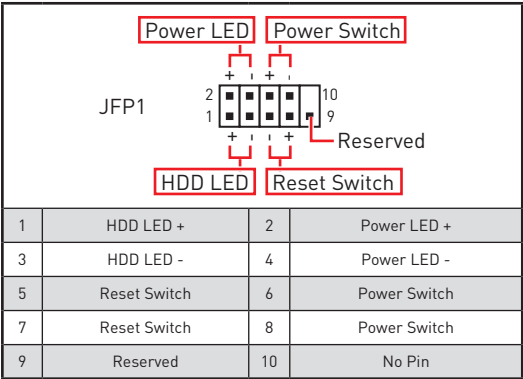 Power LED Power Switch
+ - + -
2 10
JFP1
1 9
+ - - +
Reserved
HDD LED Reset Switch
1 HDD LED + 2 Power LED +
3 HDD LED - 4 Power LED -
5 Reset Switch 6 Power Switch
7 Reset Switch 8 Power Switch
9 Reserved 10 No Pin